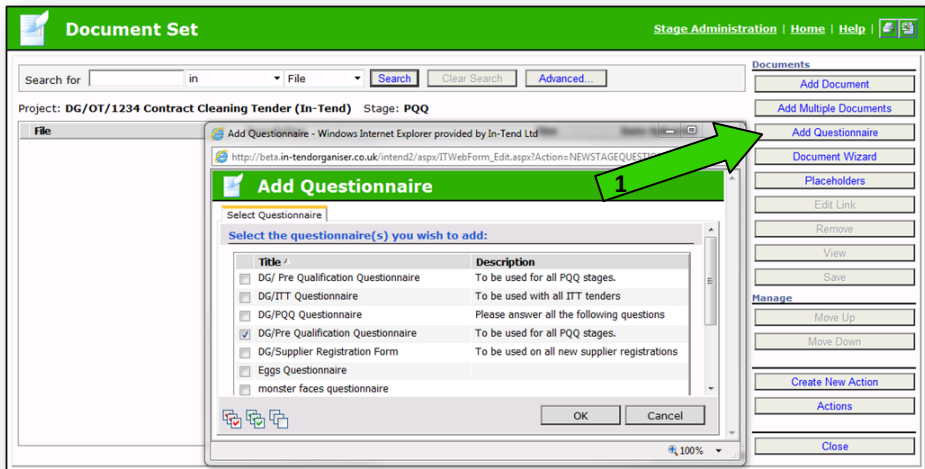 Document Set
Stage Administration | Home | Help |
Search for in File Search Clear Search Advanced...
Project: DG/OT/1234 Contract Cleaning Tender (In-Tend) Stage: PQQ
File
Add Questionnaire - Windows Internet Explorer provided by In-Tend Ltd
http://beta.in-tendorganiser.co.uk/intend2/aspx/ITWebForm_Edit.aspx?Action=NEWSTAGEQUESTIO
Add Questionnaire
Select Questionnaire
Select the questionnaire(s) you wish to add:
Title Description
DG/ Pre Qualification Questionnaire To be used for all PQQ stages.
DG/ITT Questionnaire To be used with all ITT tenders
DG/PQQ Questionnaire Please answer all the following questions
DG/Pre Qualification Questionnaire To be used for all PQQ stages.
DG/Supplier Registration Form To be used on all new supplier registrations
Eggs Questionnaire
monster faces questionnaire
OK Cancel
100%
1
Documents
Add Document
Add Multiple Documents
Add Questionnaire
Document Wizard
Placeholders
Edit Link
Remove
View
Save
Manage
Move Up
Move Down
Create New Action
Actions
Close